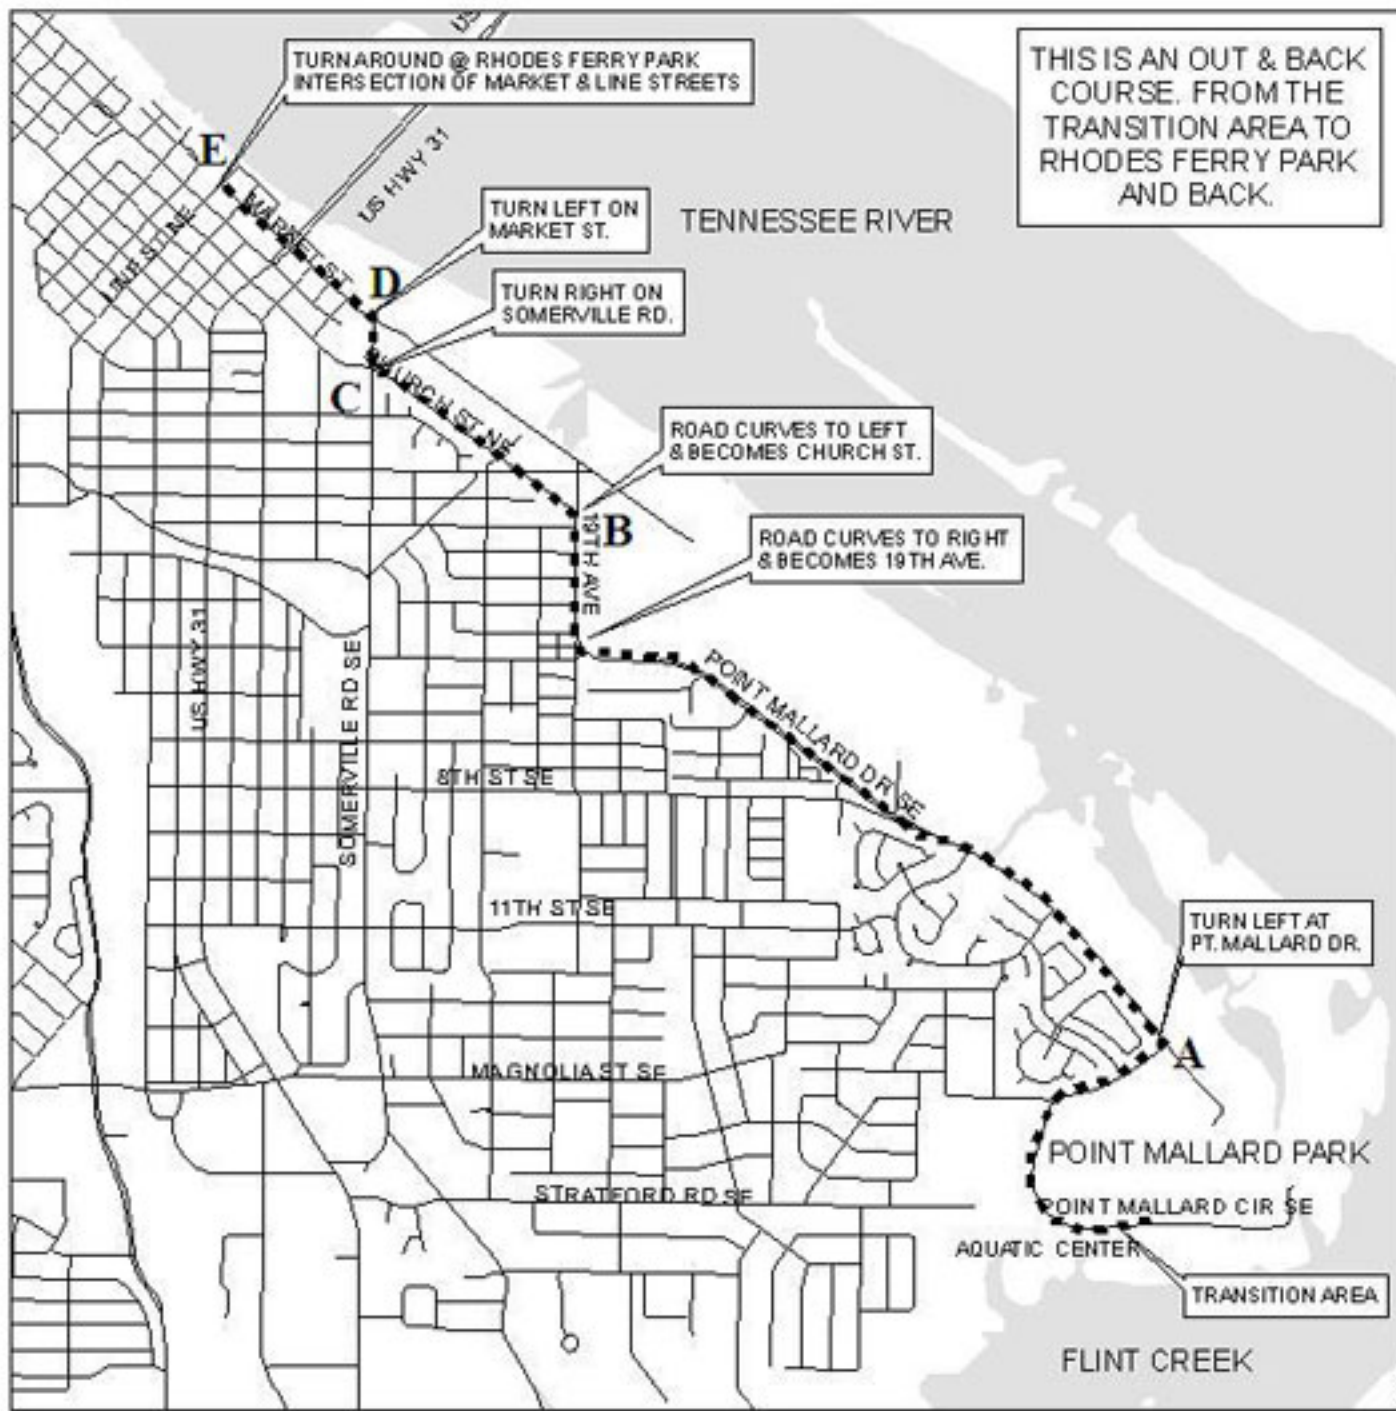 US
TURNAROUND @ RHODES FERRY PARK
INTERSECTION OF MARKET & LINE STREETS
THIS IS AN OUT & BACK
COURSE. FROM THE
TRANSITION AREA TO
RHODES FERRY PARK
AND BACK.
E
US HWY 31
TURN LEFT ON
MARKET ST.
TENNESSEE RIVER
MARKET ST
LINE ST NE
D
TURN RIGHT ON
SOMERVILLE RD.
CHURCH ST NE
C
ROAD CURVES TO LEFT
& BECOMES CHURCH ST.
B
19TH AVE
ROAD CURVES TO RIGHT
& BECOMES 19TH AVE.
US HWY 31
SOMERVILLE RD SE
POINT MALLARD DR SE
8TH ST SE
11TH ST SE
TURN LEFT AT
PT. MALLARD DR.
A
MAGNOLIA ST SE
POINT MALLARD PARK
STRATFORD RD SE
POINT MALLARD CIR SE
AQUATIC CENTER
TRANSITION AREA
FLINT CREEK